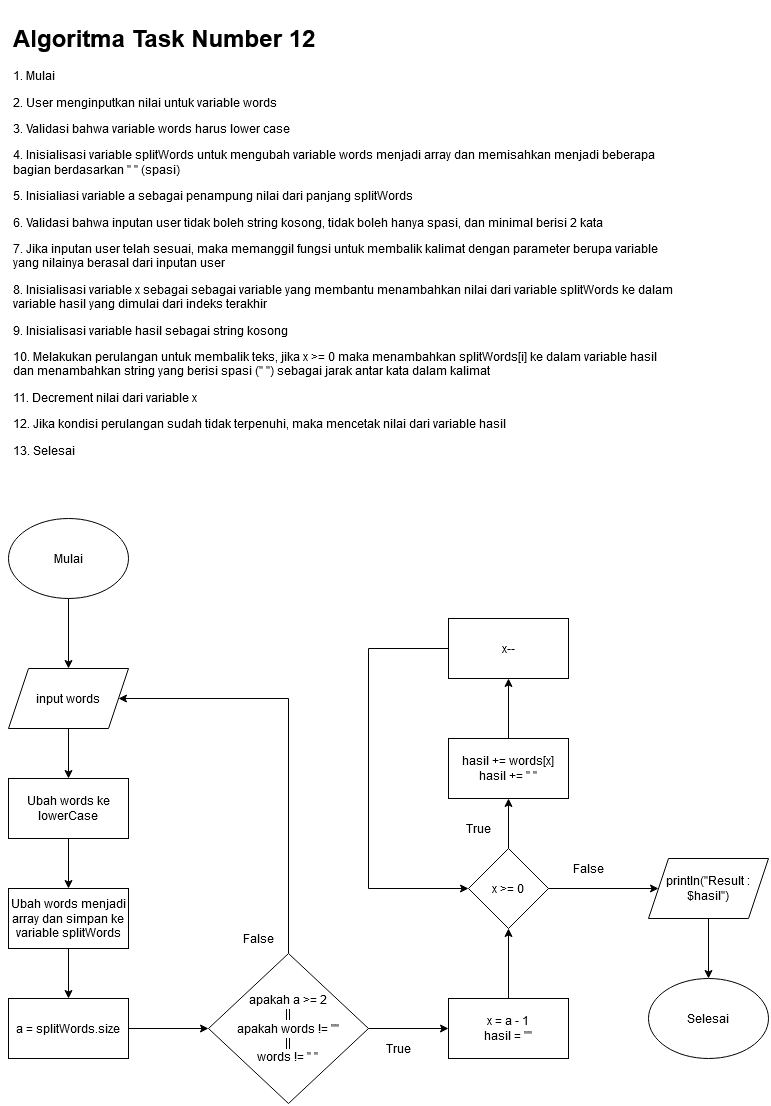 Algoritma Task Number 12
1. Mulai
2. User menginputkan nilai untuk variable words
3. Validasi bahwa variable words harus lower case
4. Inisialisasi variable splitWords untuk mengubah variable words menjadi array dan memisahkan menjadi beberapa
bagian berdasarkan " " (spasi)
5. Inisialiasi variable a sebagai penampung nilai dari panjang splitWords
6. Validasi bahwa inputan user tidak boleh string kosong, tidak boleh hanya spasi, dan minimal berisi 2 kata
7. Jika inputan user telah sesuai, maka memanggil fungsi untuk membalik kalimat dengan parameter berupa variable
yang nilainya berasal dari inputan user
8. Inisialisasi variable x sebagai sebagai variable yang membantu menambahkan nilai dari variable splitWords ke dalam
variable hasil yang dimulai dari indeks terakhir
9. Inisialisasi variable hasil sebagai string kosong
10. Melakukan perulangan untuk membalik teks, jika x >= 0 maka menambahkan splitWords[i] ke dalam variable hasil
dan menambahkan string yang berisi spasi (" ") sebagai jarak antar kata dalam kalimat
11. Decrement nilai dari variable x
12. Jika kondisi perulangan sudah tidak terpenuhi, maka mencetak nilai dari variable hasil
13. Selesai
Mulai
input words
Ubah words ke
lowerCase
Ubah words menjadi
array dan simpan ke
variable splitWords
a = splitWords.size
False
apakah a >= 2
||
apakah words != ""
||
words != " "
True
x = a - 1
hasil = ""
x >= 0
True
hasil += words[x]
hasil += " "
x--
False
println("Result :
$hasil")
Selesai